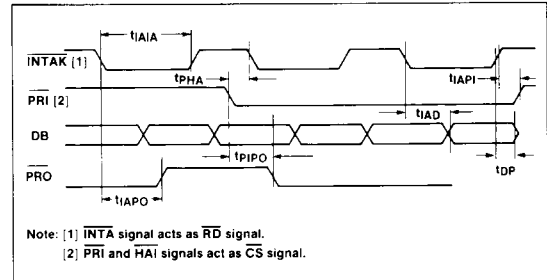 tIAIA
INTAK [1]
tPHA
tIAPI
PRI [2]
tIAD
DB
tPIPO
PRO
tDP
tIAPO
Note: [1] INTA signal acts as RD signal.
[2] PRI and HAI signals act as CS signal.